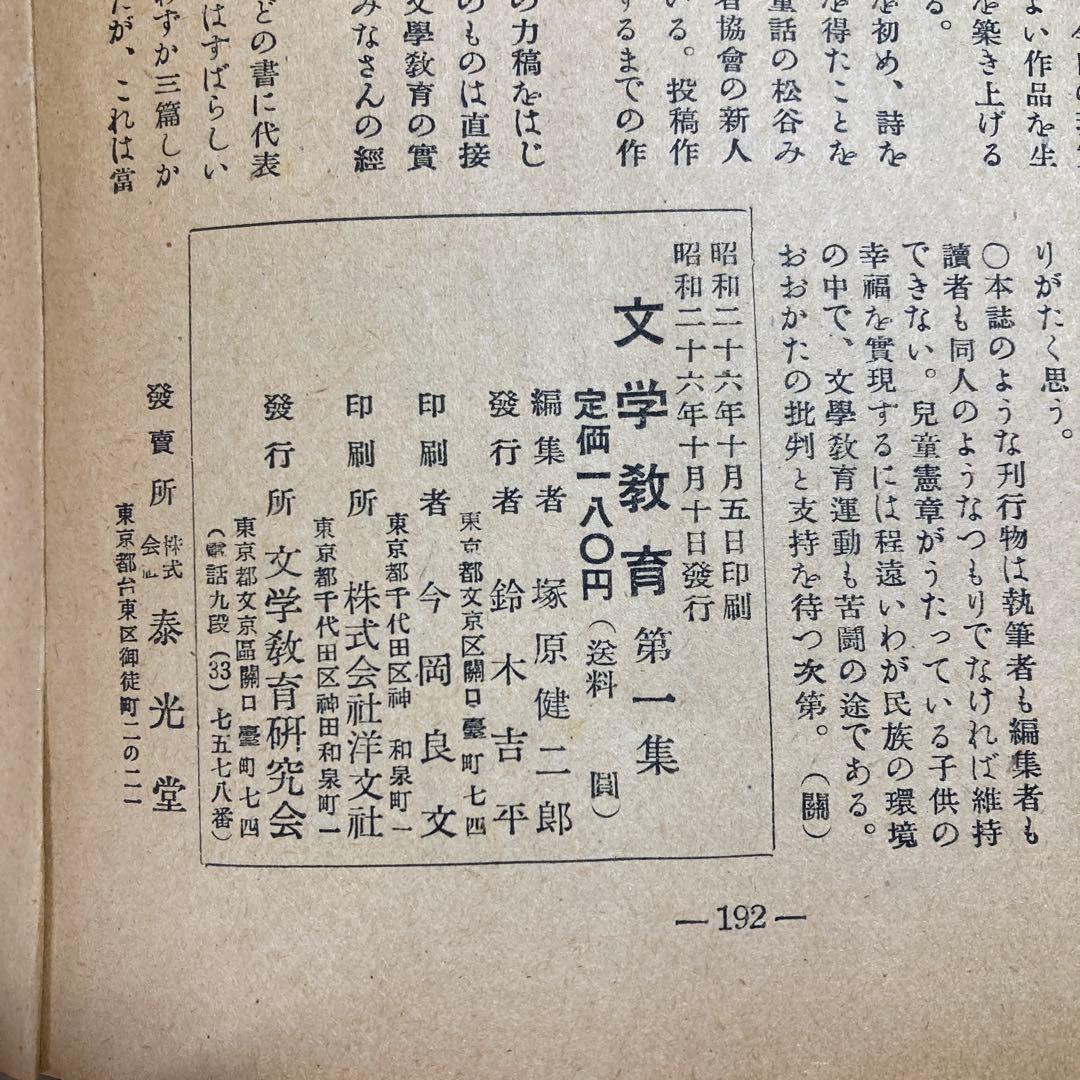 よい作品を生
を築き上げる
る。
を初め、詩を
を得たことを
童話の松谷み
者協會の新人
いる。投稿作
するまでの作
の力稿をはじ
のものは直接
文學教育の實
みなさんの經
どの書に代表
はすばらしい
わずか三篇しか
だが、これは當
りがたく思う。
〇本誌のような刊行物は執筆者も編集者も
讀者も同人のようなつもりでなければ維持
できない。兒童憲章がうたっている子供の
幸福を實現するには程遠いわが民族の環境
の中で、文學教育運動も苦闘の途である。
おおかたの批判と支持を待つ次第。（關）
昭和二十六年十月五日印刷
昭和二十六年十月十日發行
文学教育第一集
定価一八〇円（送料 圓）
編集者 塚原健二郎
發行者 鈴木吉平
東京都文京区關口臺町七四
印刷者 今岡良文
東京都千代田区神 和泉町一
印刷所 株式会社洋文社
東京都千代田区神田和泉町一
發行所 文学教育研究会
東京都文京區關口臺町七四
（電話九段（33）七五七八番）
發賣所 株式会社 泰光堂
東京都台東区御徒町二の二一
— 192 —